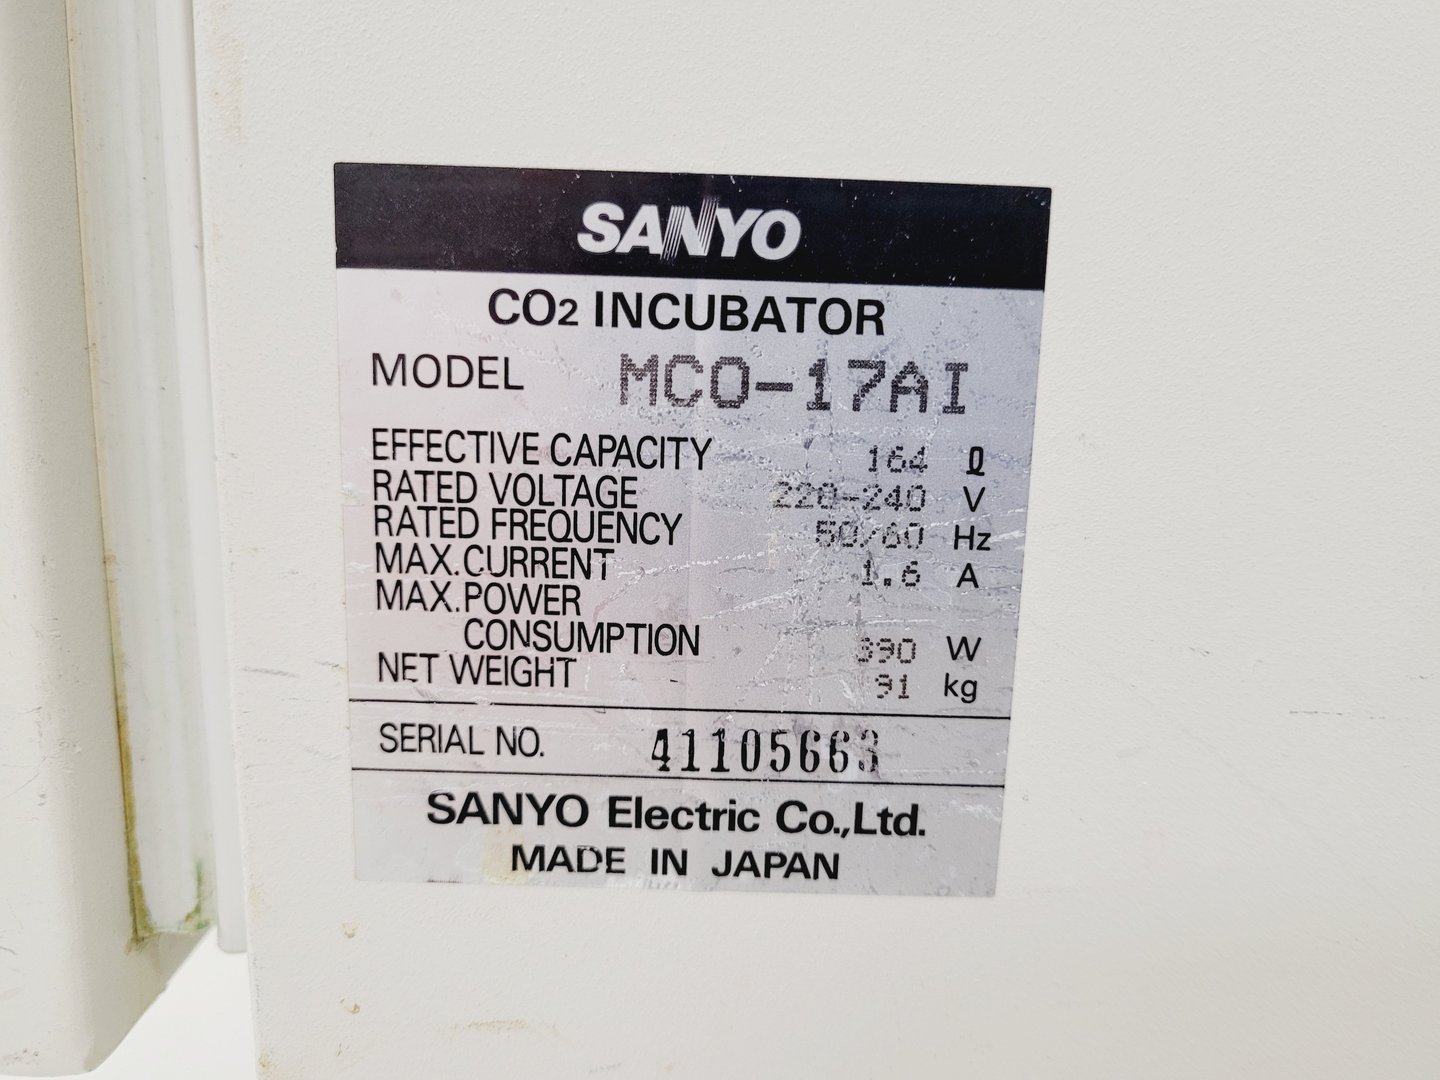 SANYO
CO2 INCUBATOR
MODEL MCO-17AI
EFFECTIVE CAPACITY 164 ℓ
RATED VOLTAGE 220-240 V
RATED FREQUENCY 50/60 Hz
MAX.CURRENT 1.6 A
MAX.POWER
CONSUMPTION 390 W
NET WEIGHT 91 kg
SERIAL NO. 41105663
SANYO Electric Co.,Ltd.
MADE IN JAPAN